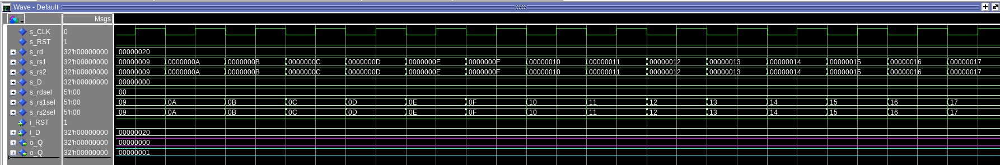 Wave - Default
Msgs
s_CLK 0
s_RST 1
s_rd 32'h00000000 00000020
s_rs1 32'h00000000 00000009 0000000A 0000000B 0000000C 0000000D 0000000E 0000000F 00000010 00000011 00000012 00000013 00000014 00000015 00000016 00000017
s_rs2 32'h00000000 00000009 0000000A 0000000B 0000000C 0000000D 0000000E 0000000F 00000010 00000011 00000012 00000013 00000014 00000015 00000016 00000017
s_D 32'h00000000 00000000
s_rdsel 5'h00 00
s_rs1sel 5'h00 09 0A 0B 0C 0D 0E 0F 10 11 12 13 14 15 16 17
s_rs2sel 5'h00 09 0A 0B 0C 0D 0E 0F 10 11 12 13 14 15 16 17
i_RST 1
i_D 32'h00000000 00000020
o_Q 32'h00000000 00000000
o_Q 32'h00000000 00000001